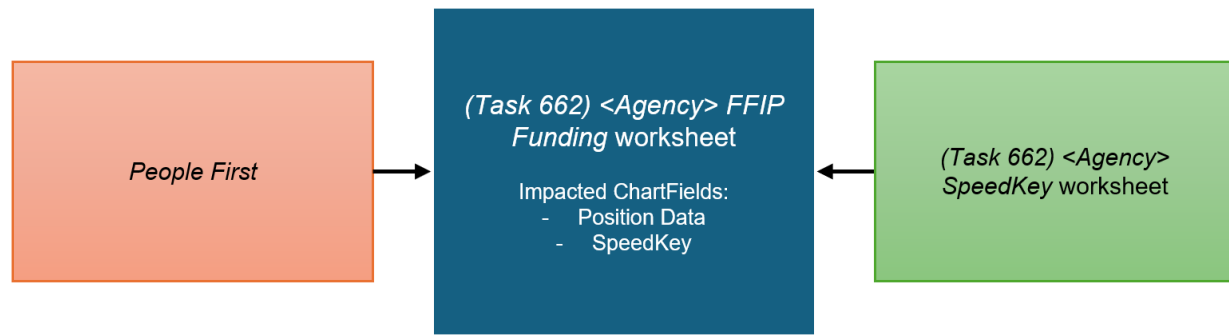 People First
(Task 662) <Agency> FFIP
Funding worksheet
Impacted ChartFields:
- Position Data
- SpeedKey
(Task 662) <Agency>
SpeedKey worksheet